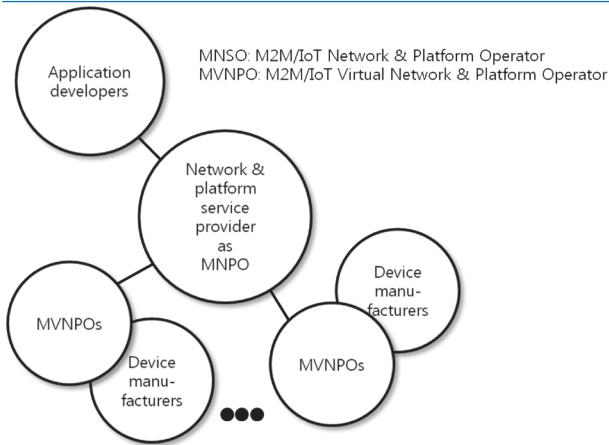 Application
developers
MNSO: M2M/IoT Network & Platform Operator
MVNPO: M2M/IoT Virtual Network & Platform Operator
Network &
platform
service
provider
as
MNPO
Device
manu-
facturers
MVNPOs
Device
manu-
facturers
MVNPOs